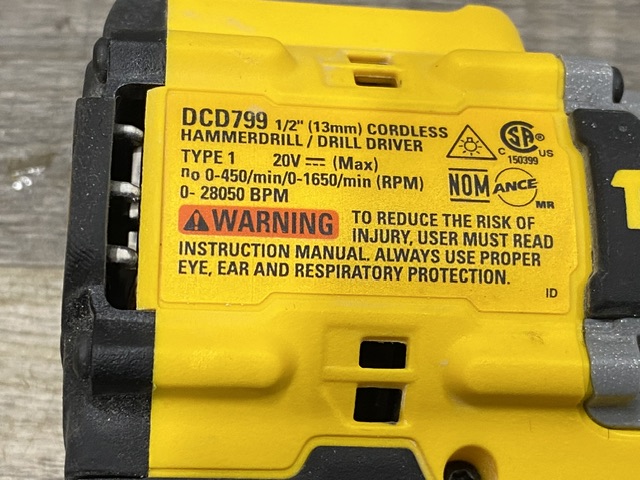 DCD799 1/2" (13mm) CORDLESS
HAMMERDRILL / DRILL DRIVER
TYPE 1 20V ⎓ (Max)
n₀ 0-450/min/0-1650/min (RPM)
0- 28050 BPM
WARNING TO REDUCE THE RISK OF
INJURY, USER MUST READ
INSTRUCTION MANUAL. ALWAYS USE PROPER
EYE, EAR AND RESPIRATORY PROTECTION.
C SA US
150399
NOM ANCE
MR
ID